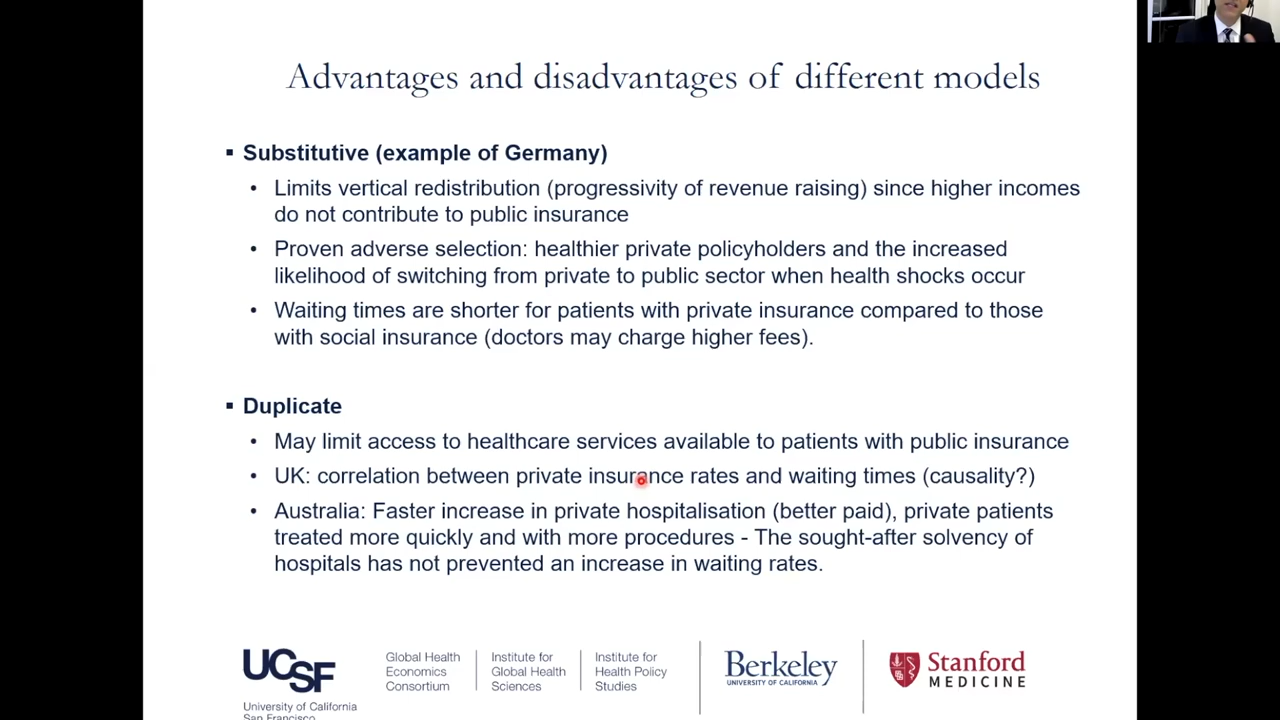 Advantages and disadvantages of different models
▪ Substitutive (example of Germany)
• Limits vertical redistribution (progressivity of revenue raising) since higher incomes
do not contribute to public insurance
• Proven adverse selection: healthier private policyholders and the increased
likelihood of switching from private to public sector when health shocks occur
• Waiting times are shorter for patients with private insurance compared to those
with social insurance (doctors may charge higher fees).
▪ Duplicate
• May limit access to healthcare services available to patients with public insurance
• UK: correlation between private insurance rates and waiting times (causality?)
• Australia: Faster increase in private hospitalisation (better paid), private patients
treated more quickly and with more procedures - The sought-after solvency of
hospitals has not prevented an increase in waiting rates.
UCSF
University of California
San Francisco
Global Health
Economics
Consortium
Institute for
Global Health
Sciences
Institute for
Health Policy
Studies
Berkeley
UNIVERSITY OF CALIFORNIA
Stanford
MEDICINE